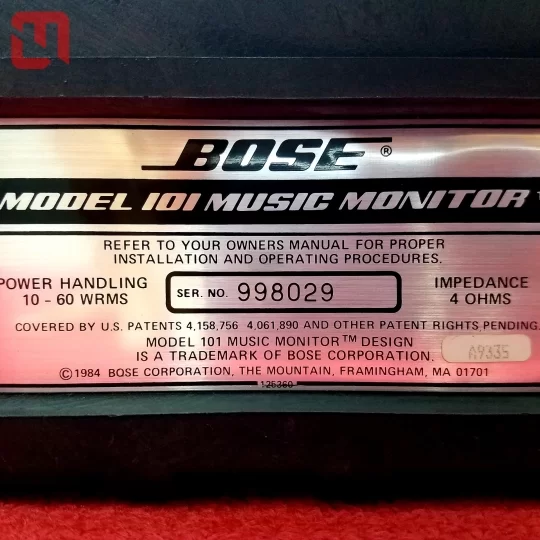 BOSE®
MODEL 101 MUSIC MONITOR
REFER TO YOUR OWNERS MANUAL FOR PROPER
INSTALLATION AND OPERATING PROCEDURES.
POWER HANDLING
10 - 60 WRMS
SER. NO. 998029
IMPEDANCE
4 OHMS
COVERED BY U.S. PATENTS 4,158,756 4,061,890 AND OTHER PATENT RIGHTS PENDING.
MODEL 101 MUSIC MONITOR™ DESIGN
IS A TRADEMARK OF BOSE CORPORATION.
A9335
©1984 BOSE CORPORATION, THE MOUNTAIN, FRAMINGHAM, MA 01701
125360